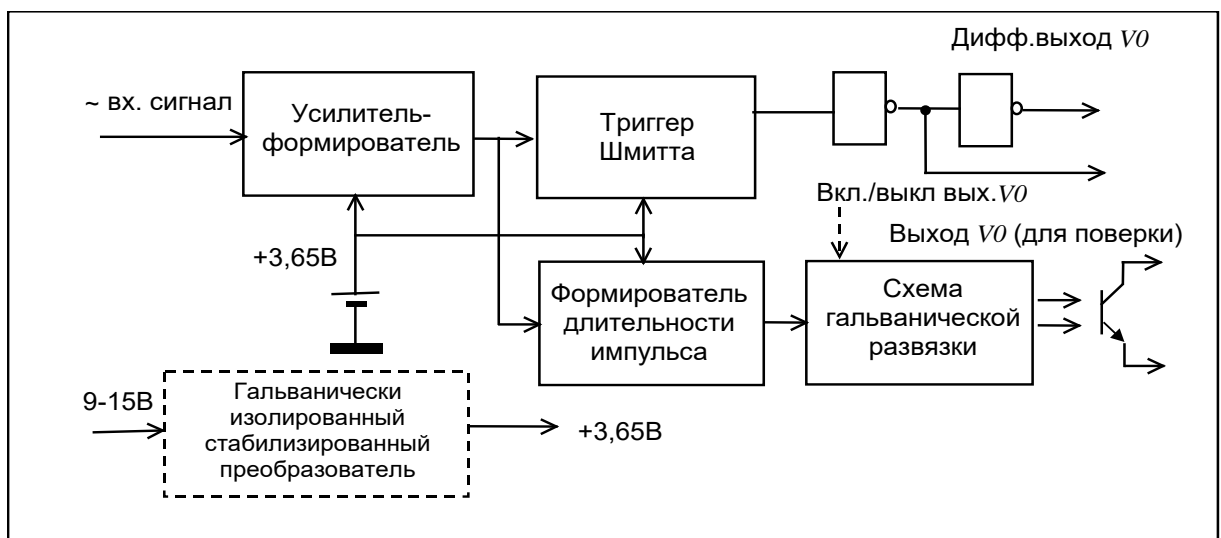 Дифф.выход V0
~ вх. сигнал
Усилитель-
формирователь
Триггер
Шмитта
Вкл./выкл вых.V0
Выход V0 (для поверки)
+3,65В
Формирователь
длительности
импульса
Схема
гальванической
развязки
9-15В
Гальванически
изолированный
стабилизированный
преобразователь
+3,65В